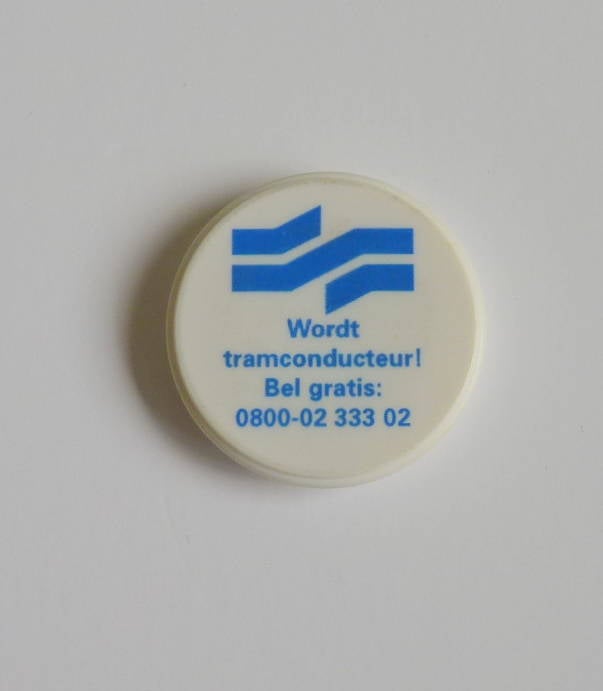 Wordt
tramconducteur!
Bel gratis:
0800-02 333 02